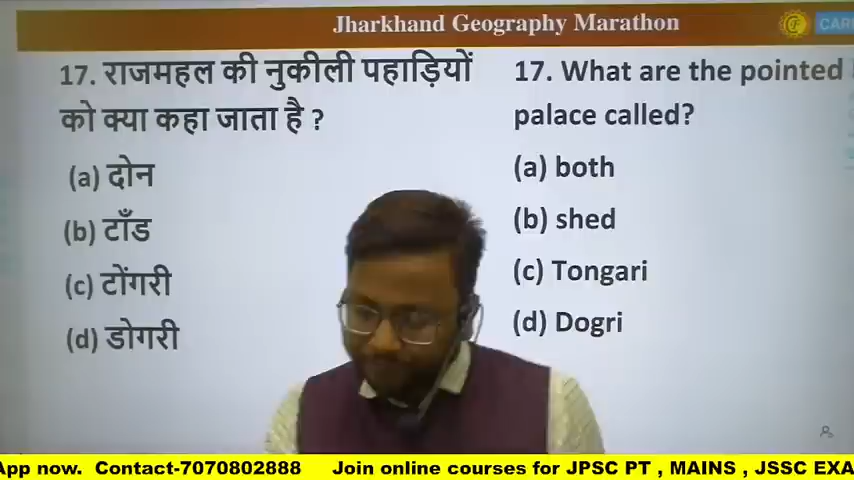 Jharkhand Geography Marathon
17. राजमहल की नुकीली पहाड़ियों
को क्या कहा जाता है ?
(a) दोन
(b) टाँड
(c) टोंगरी
(d) डोगरी
17. What are the pointed
palace called?
(a) both
(b) shed
(c) Tongari
(d) Dogri
App now. Contact-7070802888 Join online courses for JPSC PT , MAINS , JSSC EXA